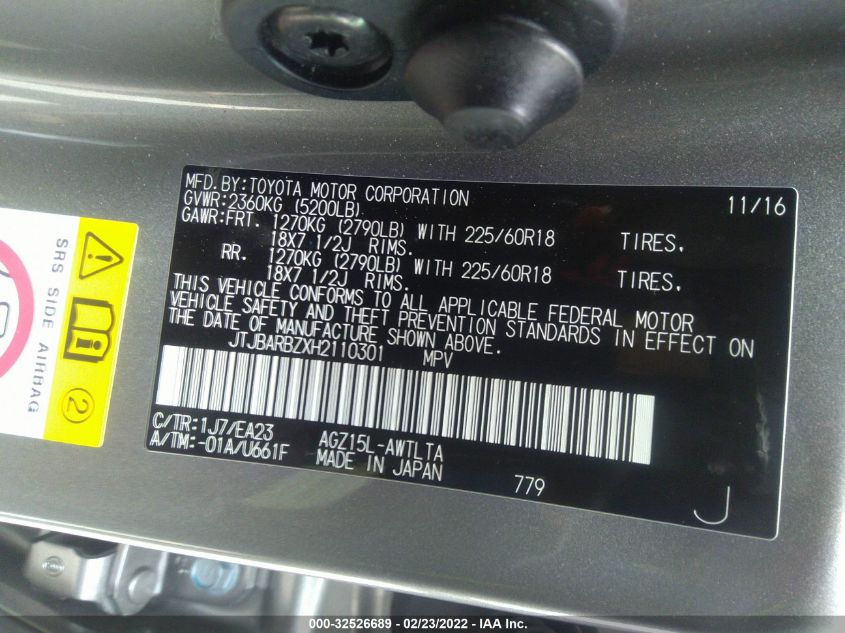 MFD.BY:TOYOTA MOTOR CORPORATION 11/16
GVWR:2360KG (5200LB)
GAWR:FRT. 1270KG (2790LB) WITH 225/60R18 TIRES,
18X7 1/2J RIMS.
RR. 1270KG (2790LB) WITH 225/60R18 TIRES,
18X7 1/2J RIMS.
THIS VEHICLE CONFORMS TO ALL APPLICABLE FEDERAL MOTOR
VEHICLE SAFETY AND THEFT PREVENTION STANDARDS IN EFFECT ON
THE DATE OF MANUFACTURE SHOWN ABOVE.
JTJBARBZXH2110301 MPV
C/TR:1J7/EA23 AGZ15L-AWTLTA
A/TM:-01A/U661F MADE IN JAPAN
779
J
SRS SIDE AIRBAG
2
000-32526689 - 02/23/2022 - IAA Inc.